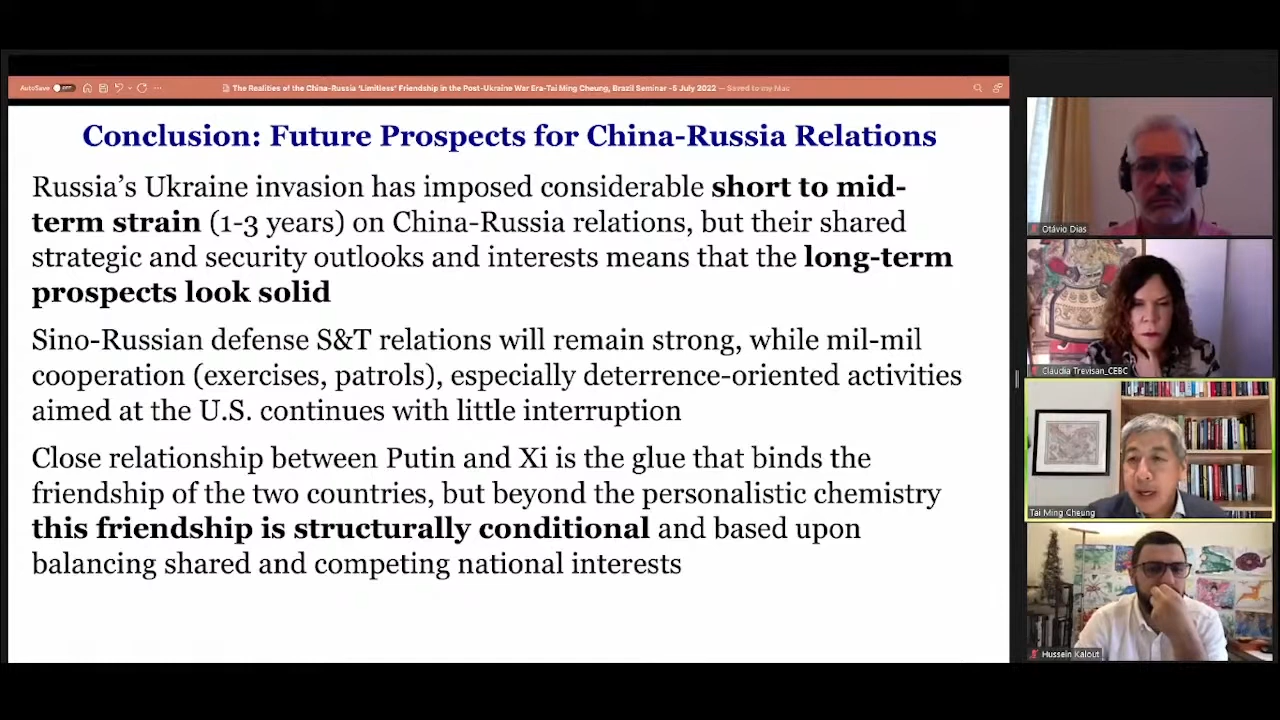 AutoSave OFF
The Realities of the China-Russia 'Limitless' Friendship in the Post-Ukraine War Era-Tai Ming Cheung, Brazil Seminar -5 July 2022 — Saved to my Mac
Conclusion: Future Prospects for China-Russia Relations
Russia's Ukraine invasion has imposed considerable short to mid-
term strain (1-3 years) on China-Russia relations, but their shared
strategic and security outlooks and interests means that the long-term
prospects look solid
Sino-Russian defense S&T relations will remain strong, while mil-mil
cooperation (exercises, patrols), especially deterrence-oriented activities
aimed at the U.S. continues with little interruption
Close relationship between Putin and Xi is the glue that binds the
friendship of the two countries, but beyond the personalistic chemistry
this friendship is structurally conditional and based upon
balancing shared and competing national interests
Otávio Dias
Cláudia Trevisan_CEBC
Tai Ming Cheung
Hussein Kalout